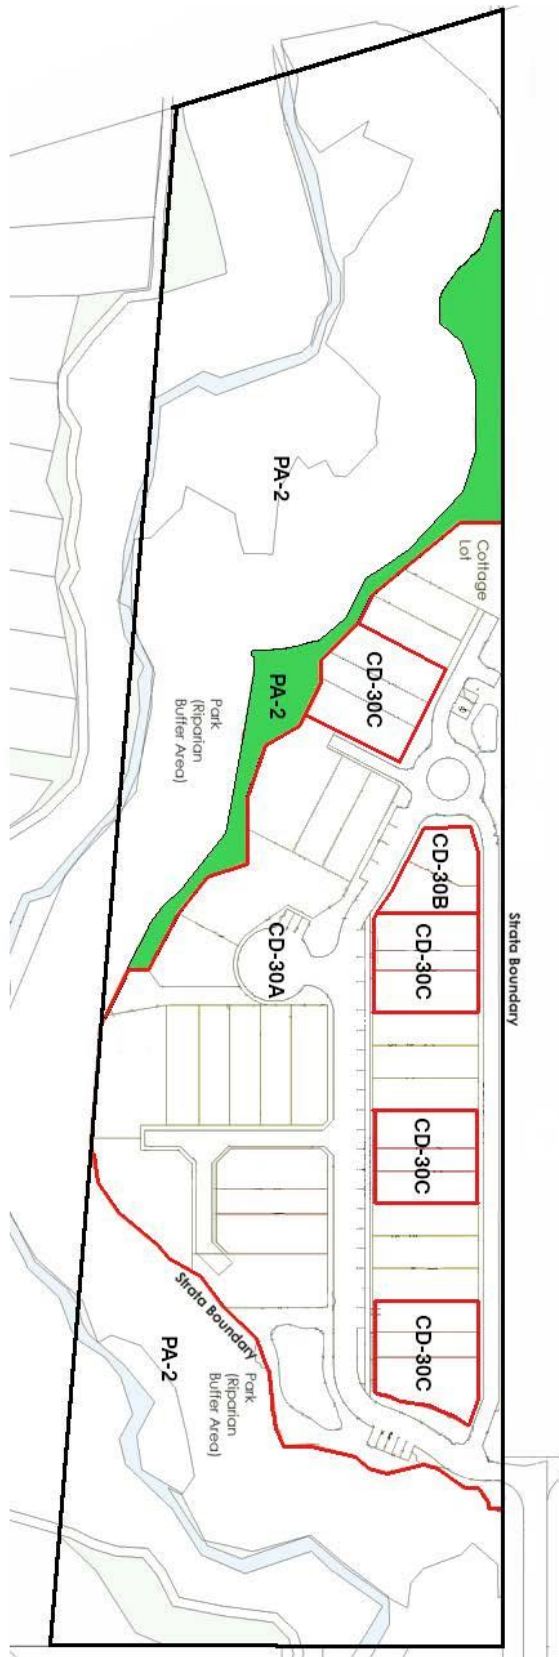 PA-2
Cottage
Lot
CD-30C
PA-2
Park
(Riparian
Buffer Area)
CD-30B
CD-30C
Strata Boundary
CD-30A
CD-30C
CD-30C
Strata Boundary
PA-2
Park
(Riparian
Buffer Area)